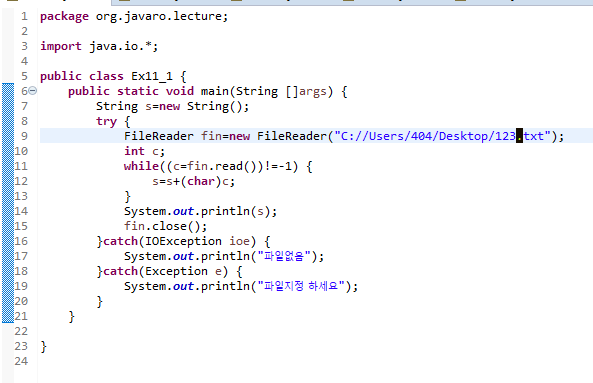 1 package org.javaro.lecture;
2
3 import java.io.*;
4
5 public class Ex11_1 {
6 public static void main(String []args) {
7 String s=new String();
8 try {
9 FileReader fin=new FileReader("C://Users/404/Desktop/123.txt");
10 int c;
11 while((c=fin.read())!=-1) {
12 s=s+(char)c;
13 }
14 System.out.println(s);
15 fin.close();
16 }catch(IOException ioe) {
17 System.out.println("파일없음");
18 }catch(Exception e) {
19 System.out.println("파일지정 하세요");
20 }
21 }
22
23 }
24